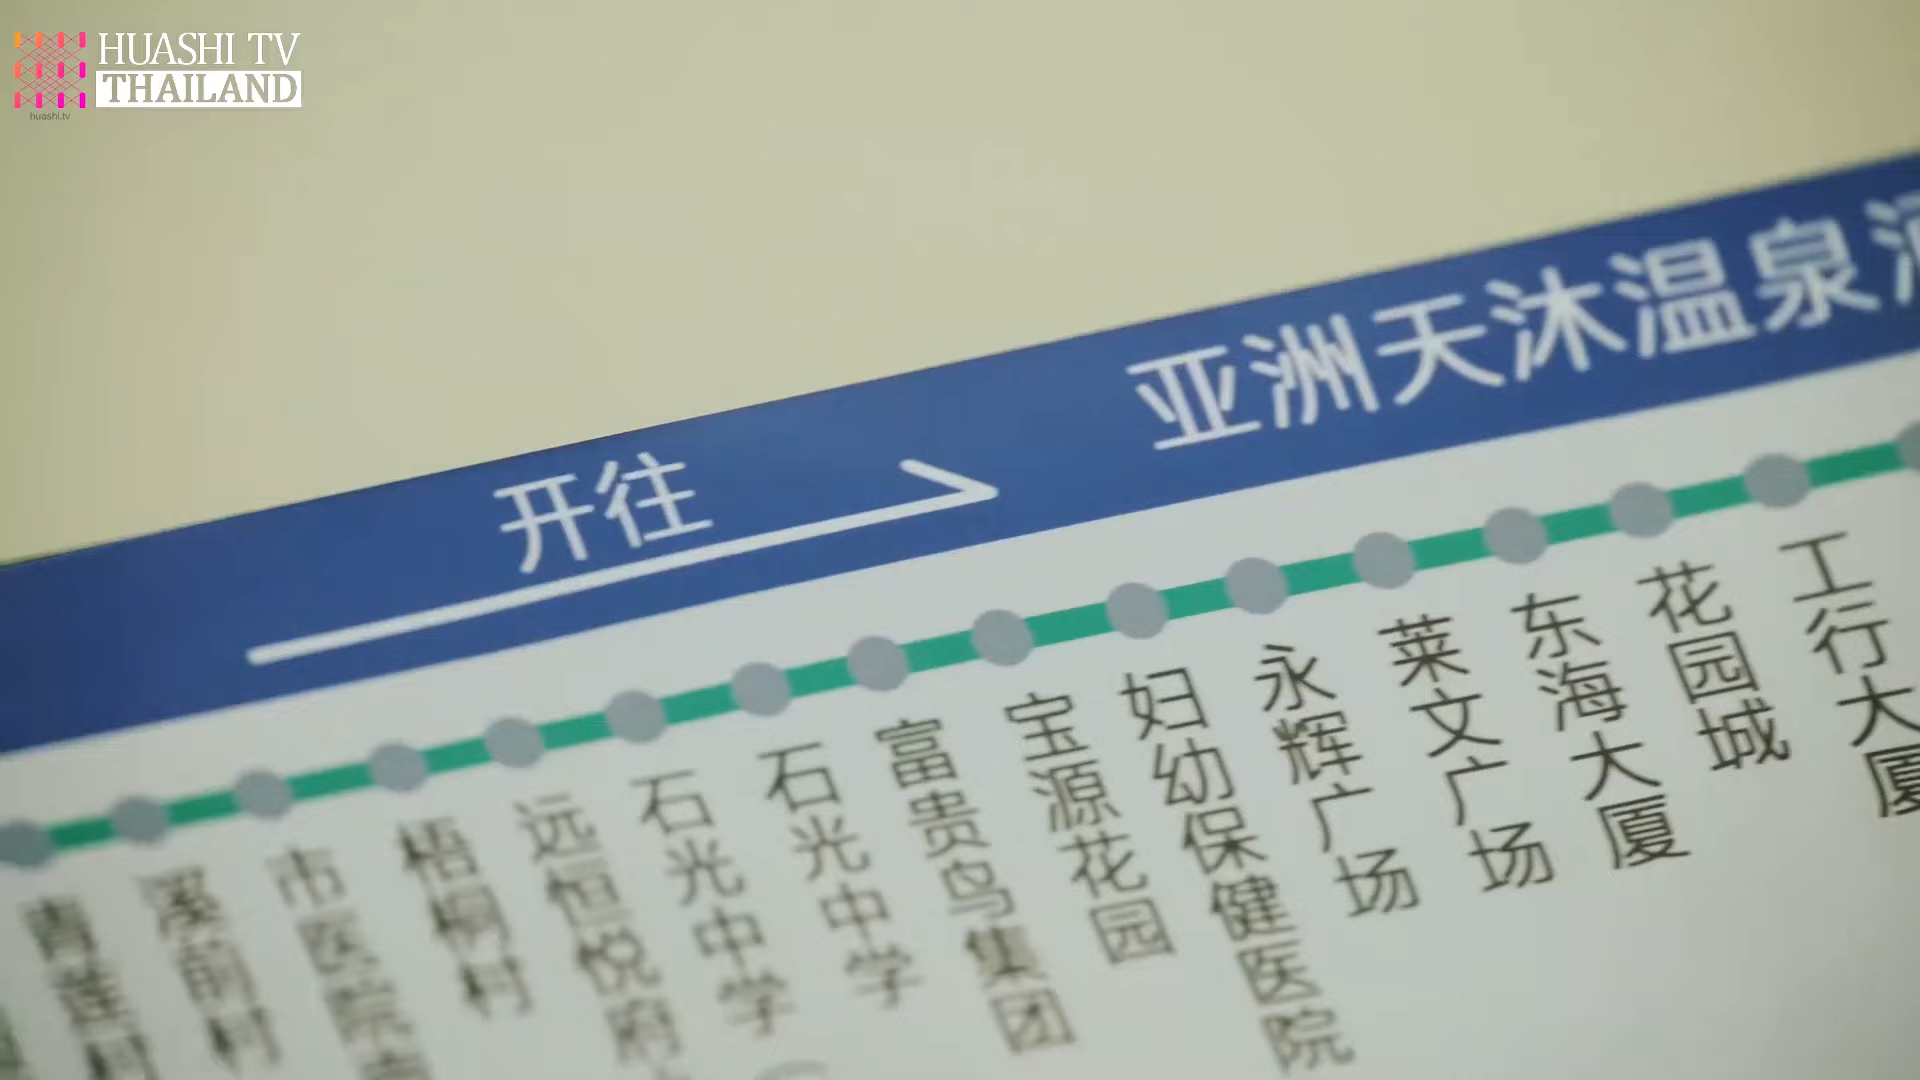 HUASHI TV
THAILAND
huashi.tv
开往
亚洲天沐温泉
青莲村
溪前村
市医院
梧桐村
远恒悦府
石光中学
石光中学
富贵鸟集团
宝源花园
妇幼保健医院
永辉广场
莱文广场
东海大厦
花园城
工行大厦